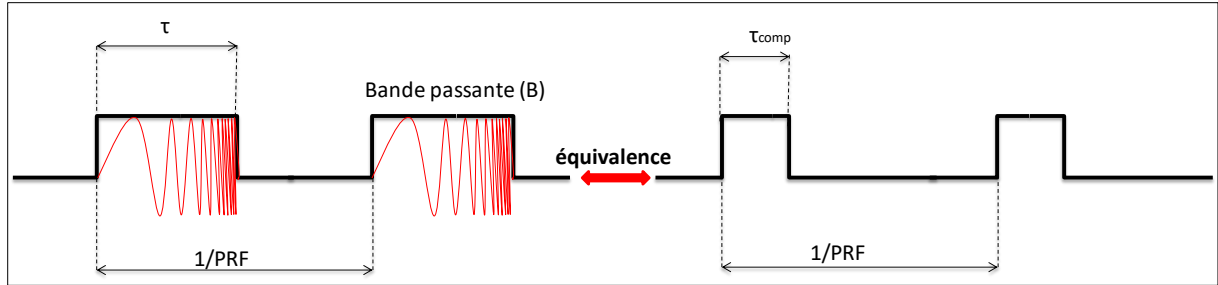 τ
τcomp
Bande passante (B)
équivalence
1/PRF
1/PRF